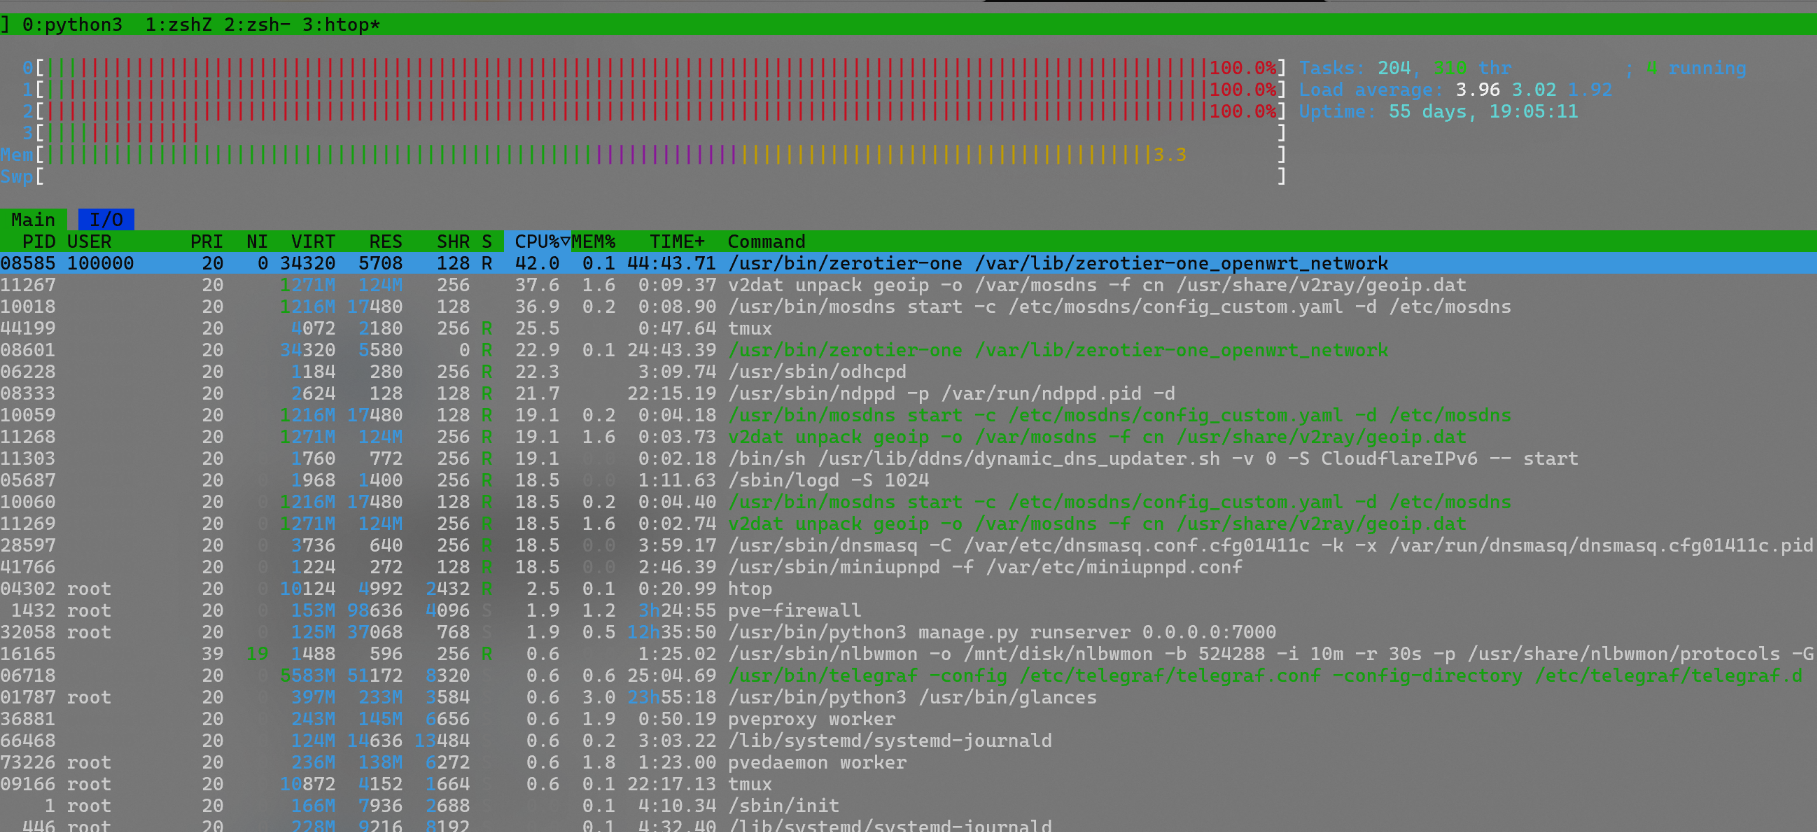 ] 0:python3  1:zshZ 2:zsh- 3:htop*
0[100.0%] Tasks: 204, 310 thr ; 4 running
1[100.0%] Load average: 3.96 3.02 1.92
2[100.0%] Uptime: 55 days, 19:05:11
3[ ]
Mem[3.3 ]
Swp[ ]
Main I/O
PID USER PRI NI VIRT RES SHR S CPU%▽MEM% TIME+ Command
08585 100000 20 0 34320 5708 128 R 42.0 0.1 44:43.71 /usr/bin/zerotier-one /var/lib/zerotier-one_openwrt_network
11267 20 1271M 124M 256 37.6 1.6 0:09.37 v2dat unpack geoip -o /var/mosdns -f cn /usr/share/v2ray/geoip.dat
10018 20 1216M 17480 128 36.9 0.2 0:08.90 /usr/bin/mosdns start -c /etc/mosdns/config_custom.yaml -d /etc/mosdns
44199 20 4072 2180 256 R 25.5 0:47.64 tmux
08601 20 34320 5580 0 R 22.9 0.1 24:43.39 /usr/bin/zerotier-one /var/lib/zerotier-one_openwrt_network
06228 20 1184 280 256 R 22.3 3:09.74 /usr/sbin/odhcpd
08333 20 2624 128 128 R 21.7 22:15.19 /usr/sbin/ndppd -p /var/run/ndppd.pid -d
10059 20 1216M 17480 128 R 19.1 0.2 0:04.18 /usr/bin/mosdns start -c /etc/mosdns/config_custom.yaml -d /etc/mosdns
11268 20 1271M 124M 256 R 19.1 1.6 0:03.73 v2dat unpack geoip -o /var/mosdns -f cn /usr/share/v2ray/geoip.dat
11303 20 1760 772 256 R 19.1 0.0 0:02.18 /bin/sh /usr/lib/ddns/dynamic_dns_updater.sh -v 0 -S CloudflareIPv6 -- start
05687 20 0 1968 1400 256 R 18.5 0.0 1:11.63 /sbin/logd -S 1024
10060 20 0 1216M 17480 128 R 18.5 0.2 0:04.40 /usr/bin/mosdns start -c /etc/mosdns/config_custom.yaml -d /etc/mosdns
11269 20 0 1271M 124M 256 R 18.5 1.6 0:02.74 v2dat unpack geoip -o /var/mosdns -f cn /usr/share/v2ray/geoip.dat
28597 20 0 3736 640 256 R 18.5 0.0 3:59.17 /usr/sbin/dnsmasq -C /var/etc/dnsmasq.conf.cfg01411c -k -x /var/run/dnsmasq/dnsmasq.cfg01411c.pid
41766 20 0 1224 272 128 R 18.5 0.0 2:46.39 /usr/sbin/miniupnpd -f /var/etc/miniupnpd.conf
04302 root 20 0 10124 4992 2432 R 2.5 0.1 0:20.99 htop
1432 root 20 0 153M 98636 4096 S 1.9 1.2 3h24:55 pve-firewall
32058 root 20 0 125M 37068 768 S 1.9 0.5 12h35:50 /usr/bin/python3 manage.py runserver 0.0.0.0:7000
16165 39 19 1488 596 256 R 0.6 1:25.02 /usr/sbin/nlbwmon -o /mnt/disk/nlbwmon -b 524288 -i 10m -r 30s -p /usr/share/nlbwmon/protocols -G
06718 20 5583M 51172 8320 0.6 0.6 25:04.69 /usr/bin/telegraf -config /etc/telegraf/telegraf.conf -config-directory /etc/telegraf/telegraf.d
01787 root 20 397M 233M 3584 0.6 3.0 23h55:18 /usr/bin/python3 /usr/bin/glances
36881 20 243M 145M 6656 0.6 1.9 0:50.19 pveproxy worker
66468 20 124M 14636 13484 0.6 0.2 3:03.22 /lib/systemd/systemd-journald
73226 root 20 236M 138M 6272 0.6 1.8 1:23.00 pvedaemon worker
09166 root 20 10872 4152 1664 0.6 0.1 22:17.13 tmux
1 root 20 166M 7936 2688 0.1 4:10.34 /sbin/init
446 root 20 228M 9216 8192 0.1 4:32.40 /lib/systemd/systemd-journald